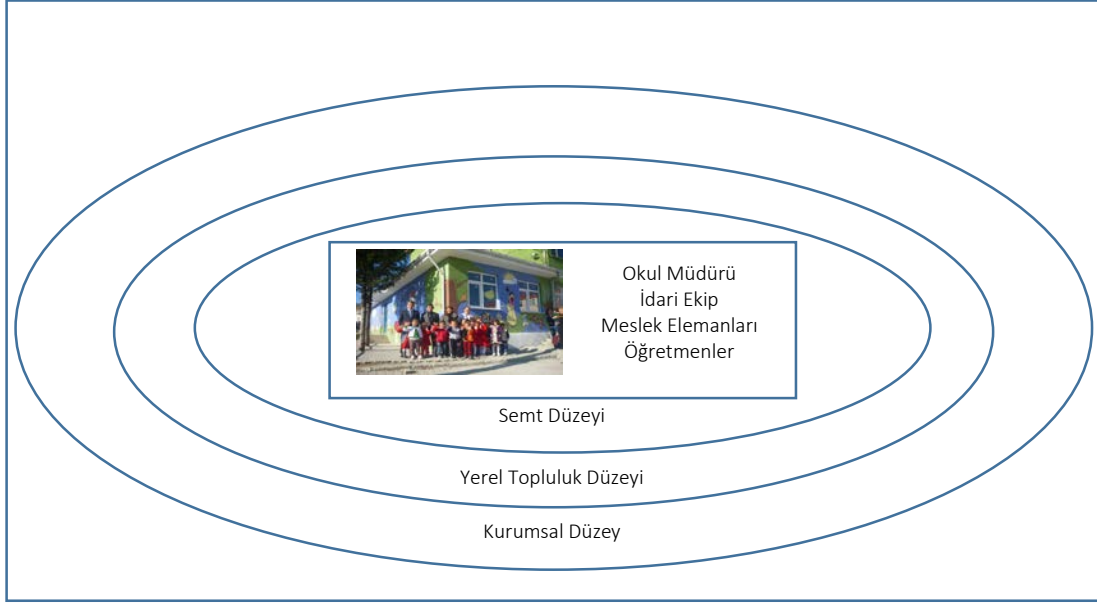 Okul Müdürü
İdari Ekip
Meslek Elemanları
Öğretmenler
Semt Düzeyi
Yerel Topluluk Düzeyi
Kurumsal Düzey